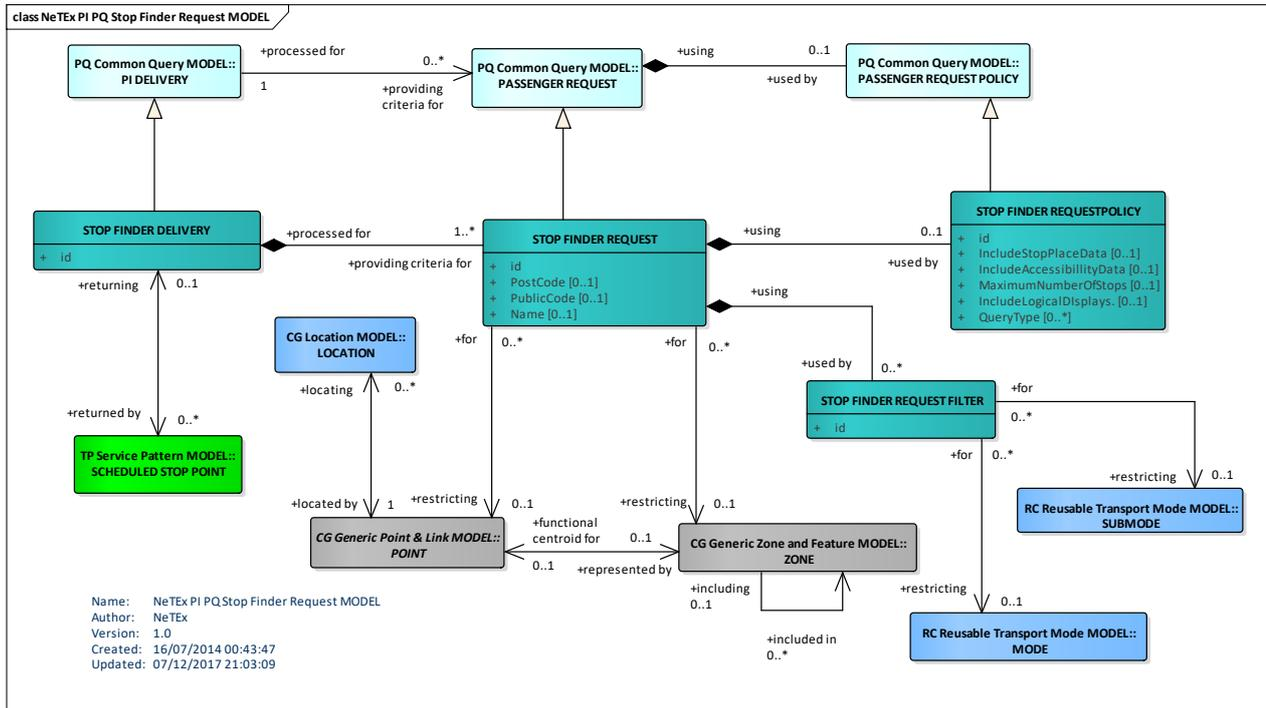 class NeTEx PI PQ Stop Finder Request MODEL
PQ Common Query MODEL::
PI DELIVERY
+processed for
1
0..*
+providing
criteria for
PQ Common Query MODEL::
PASSENGER REQUEST
+using
0..1
+used by
PQ Common Query MODEL::
PASSENGER REQUEST POLICY
STOP FINDER DELIVERY
+ id
+processed for
1..*
+providing criteria for
STOP FINDER REQUEST
+ id
+ PostCode [0..1]
+ PublicCode [0..1]
+ Name [0..1]
+using
0..1
+used by
STOP FINDER REQUESTPOLICY
+ id
+ IncludeStopPlaceData [0..1]
+ IncludeAccessibillityData [0..1]
+ MaximumNumberOfStops [0..1]
+ IncludeLogicalDIsplays. [0..1]
+ QueryType [0..*]
+returning
0..1
+returned by
0..*
TP Service Pattern MODEL::
SCHEDULED STOP POINT
CG Location MODEL::
LOCATION
+locating
0..*
+located by
1
+for
0..*
+restricting
0..1
+for
0..*
+restricting
0..1
+using
+used by
0..*
STOP FINDER REQUEST FILTER
+ id
+for
0..*
+restricting
0..1
RC Reusable Transport Mode MODEL::
SUBMODE
+for
0..*
+restricting
0..1
RC Reusable Transport Mode MODEL::
MODE
CG Generic Point & Link MODEL::
POINT
+functional
centroid for
0..1
0..1
+represented by
CG Generic Zone and Feature MODEL::
ZONE
+including
0..1
+included in
0..*
Name: NeTEx PI PQ Stop Finder Request MODEL
Author: NeTEx
Version: 1.0
Created: 16/07/2014 00:43:47
Updated: 07/12/2017 21:03:09